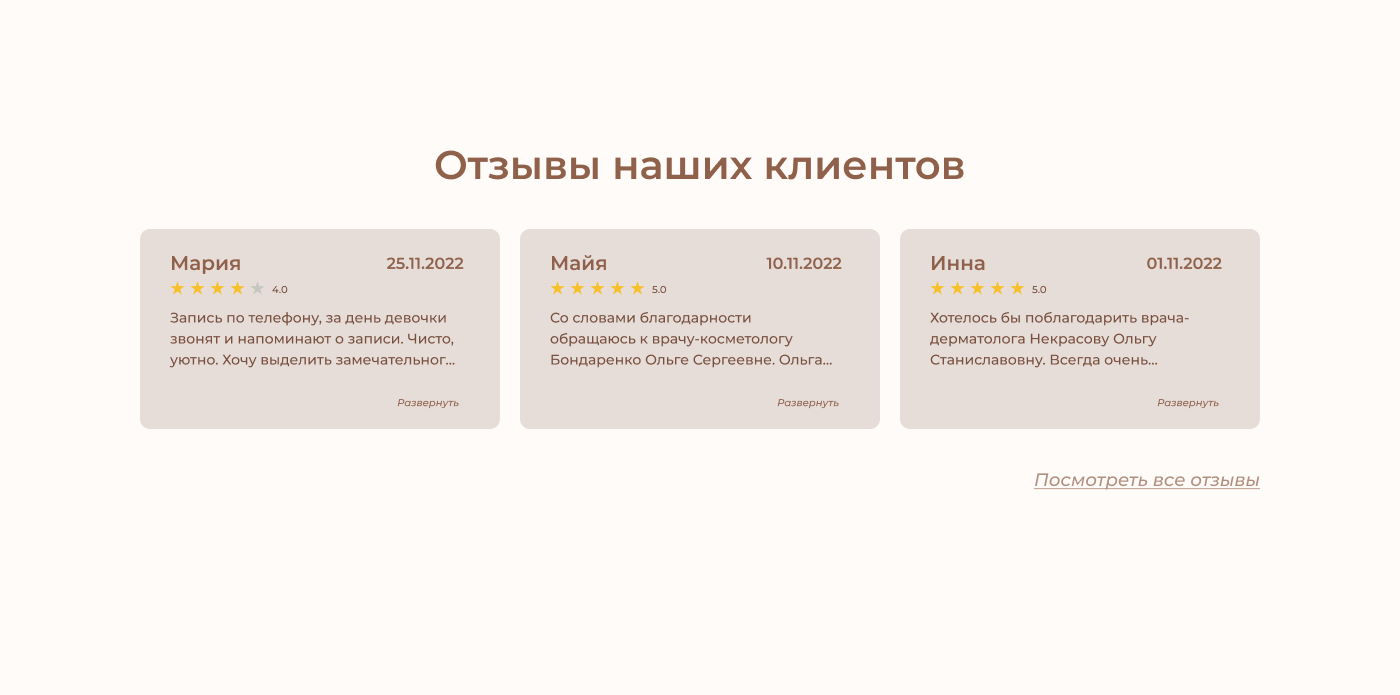 Отзывы наших клиентов
Мария 25.11.2022
4.0
Запись по телефону, за день девочки
звонят и напоминают о записи. Чисто,
уютно. Хочу выделить замечательног...
Развернуть
Майя 10.11.2022
5.0
Со словами благодарности
обращаюсь к врачу-косметологу
Бондаренко Ольге Сергеевне. Ольга...
Развернуть
Инна 01.11.2022
5.0
Хотелось бы поблагодарить врача-
дерматолога Некрасову Ольгу
Станиславовну. Всегда очень...
Развернуть
Посмотреть все отзывы